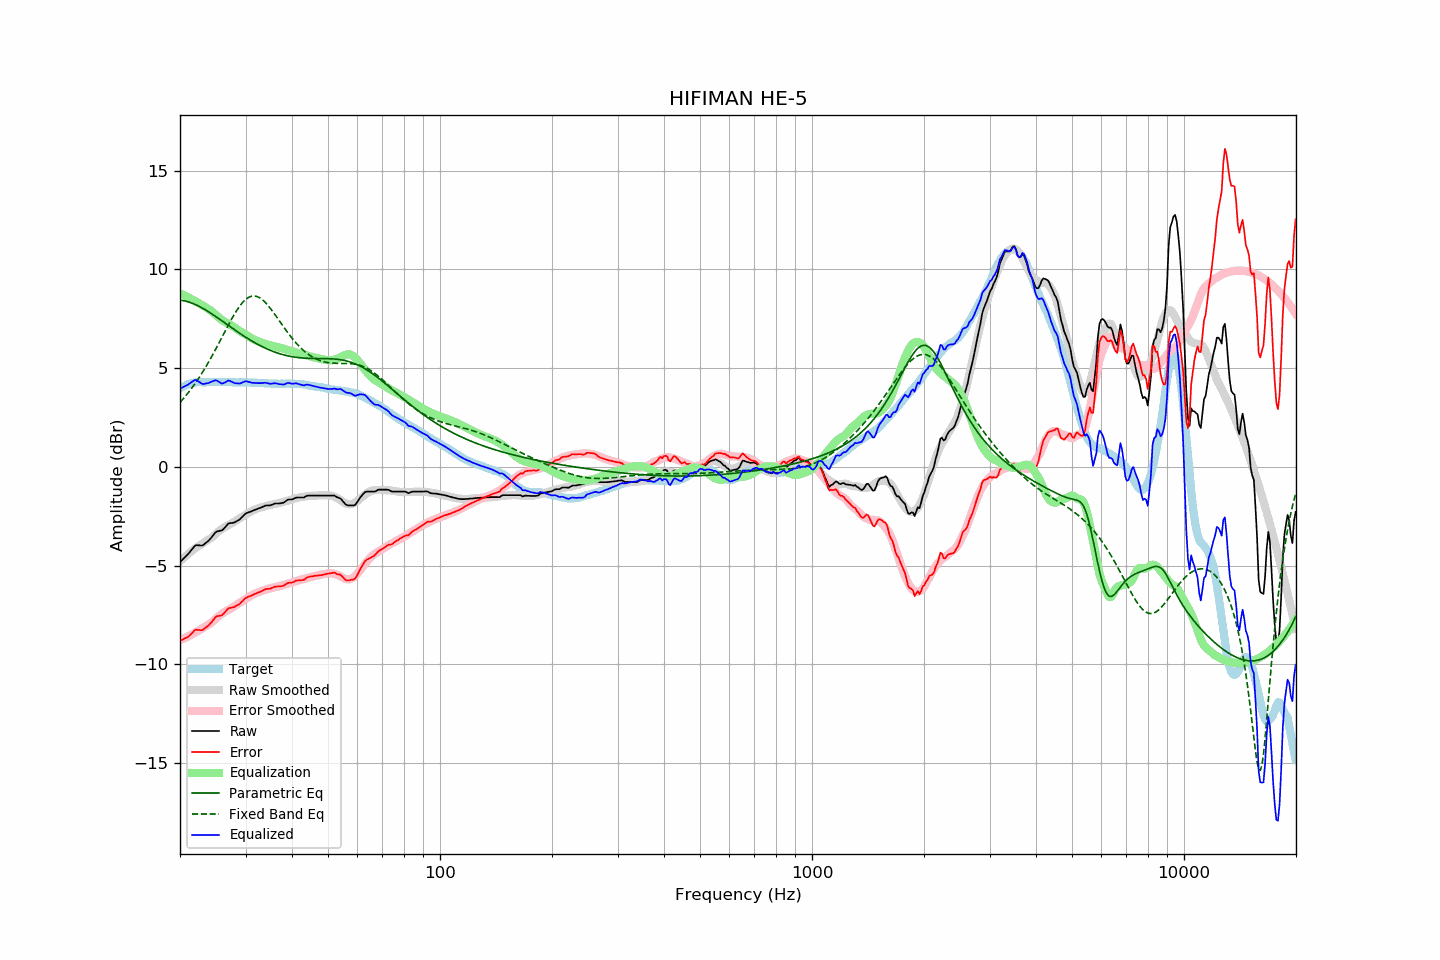 HIFIMAN HE-5
Amplitude (dBr)
15
10
5
0
−5
−10
−15
Target
Raw Smoothed
Error Smoothed
Raw
Error
Equalization
Parametric Eq
Fixed Band Eq
Equalized
100
1000
10000
Frequency (Hz)